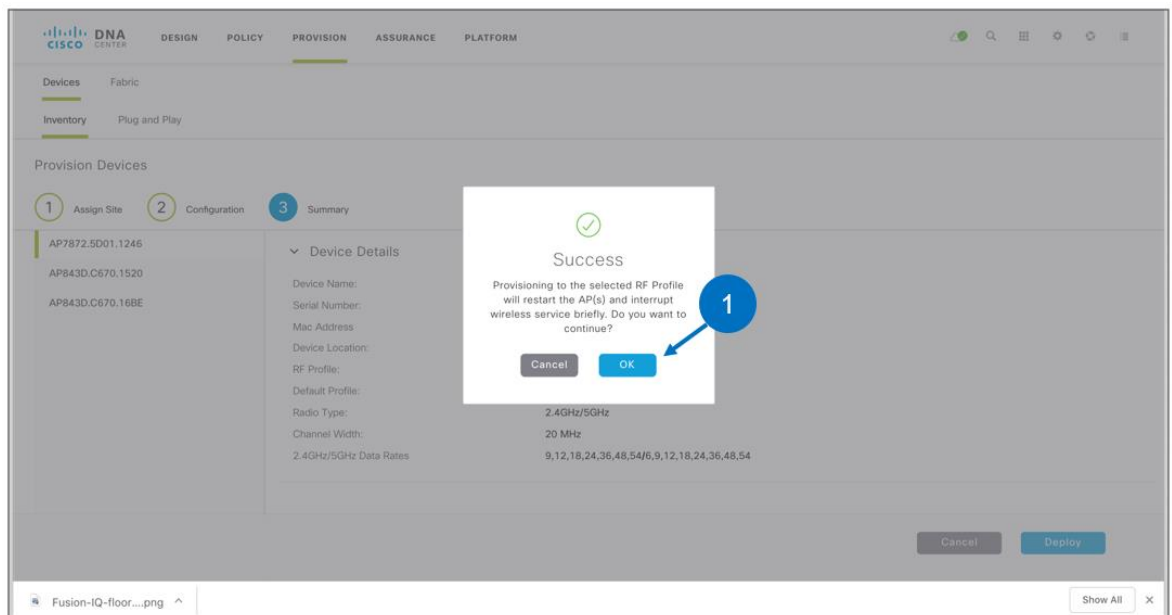 CISCO DNA CENTER DESIGN POLICY PROVISION ASSURANCE PLATFORM
Devices Fabric
Inventory Plug and Play
Provision Devices
1 Assign Site 2 Configuration 3 Summary
AP7872.5D01.1246
AP843D.C670.1520
AP843D.C670.16BE
Device Details
Device Name:
Serial Number:
Mac Address
Device Location:
RF Profile:
Default Profile:
Radio Type: 2.4GHz/5GHz
Channel Width: 20 MHz
2.4GHz/5GHz Data Rates 9,12,18,24,36,48,54/6,9,12,18,24,36,48,54
Success
Provisioning to the selected RF Profile
will restart the AP(s) and interrupt
wireless service briefly. Do you want to
continue?
Cancel OK
1
Cancel Deploy
Fusion-IQ-floor....png Show All